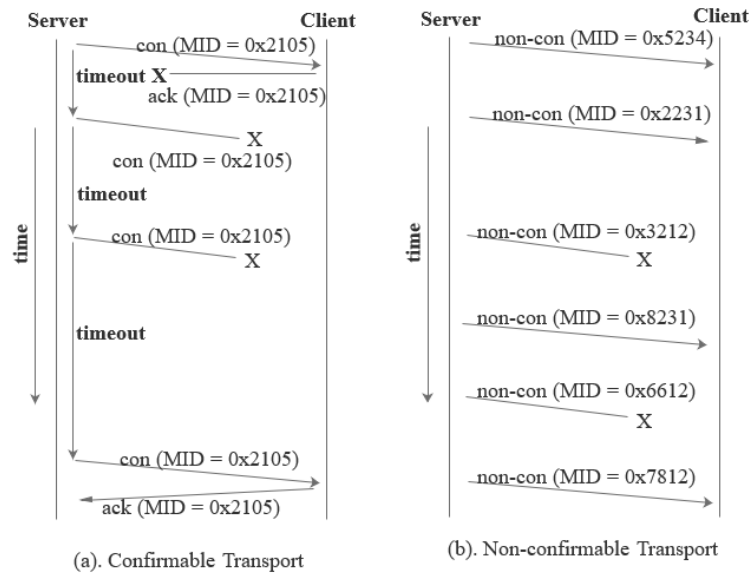 Server Client
con (MID = 0x2105)
timeout X
ack (MID = 0x2105)
X
con (MID = 0x2105)
timeout
con (MID = 0x2105)
X
time
timeout
con (MID = 0x2105)
ack (MID = 0x2105)
(a). Confirmable Transport
Server Client
non-con (MID = 0x5234)
non-con (MID = 0x2231)
non-con (MID = 0x3212)
X
time
non-con (MID = 0x8231)
non-con (MID = 0x6612)
X
non-con (MID = 0x7812)
(b). Non-confirmable Transport